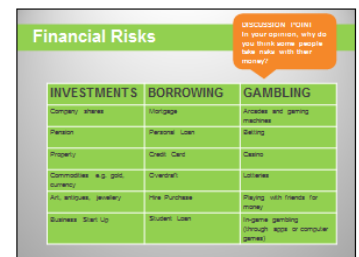 Financial Risks
DISCUSSION POINT
In your opinion, why do
you think some people
take risks with their
money?
INVESTMENTS BORROWING GAMBLING
Company shares Mortgage Arcades and gaming
machines
Pension Personal Loan Betting
Property Credit Card Casino
Commodities e.g. gold,
currency Overdraft Lotteries
Art, antiques, jewellery Hire Purchase Playing with friends for
money
Business Start Up Student Loan In-game gambling
(through apps or computer
games)